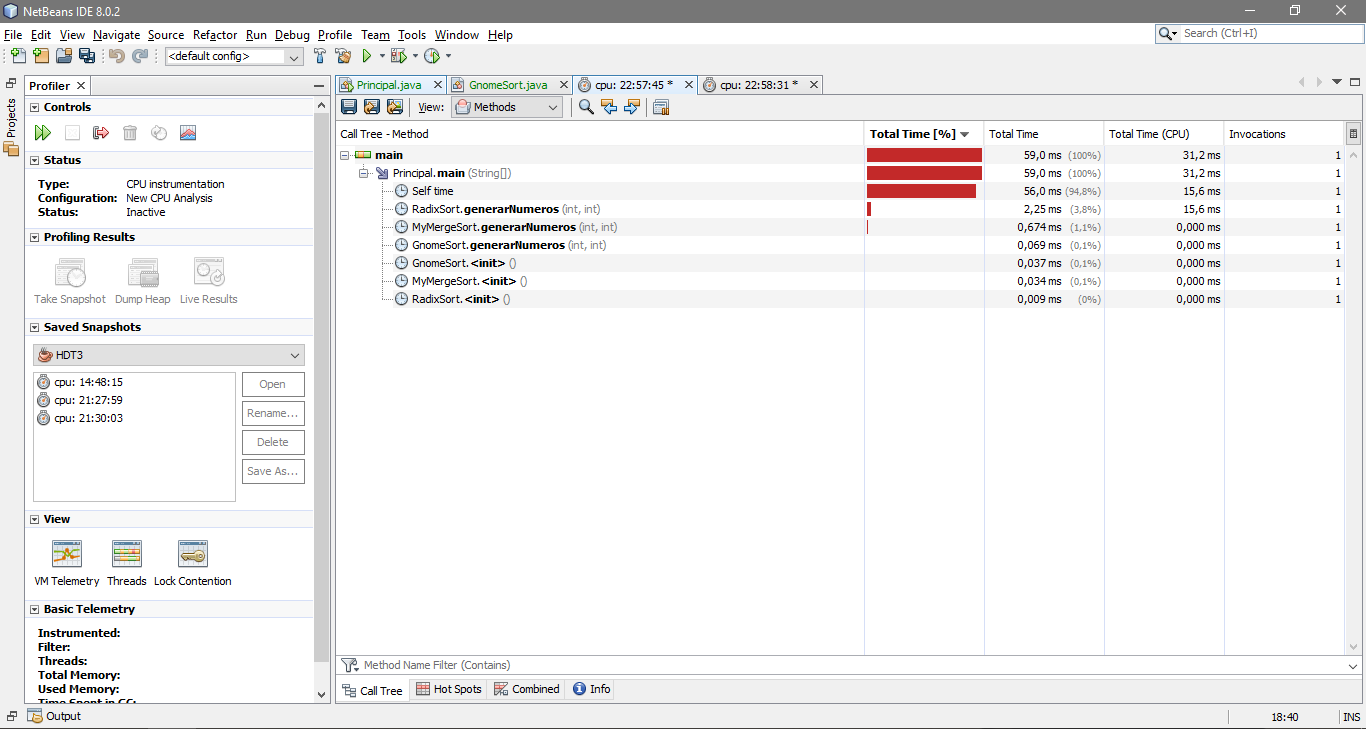 NetBeans IDE 8.0.2
File Edit View Navigate Source Refactor Run Debug Profile Team Tools Window Help
Search (Ctrl+I)
<default config>
Projects
Profiler
Controls
Status
Type: CPU instrumentation
Configuration: New CPU Analysis
Status: Inactive
Profiling Results
Take Snapshot Dump Heap Live Results
Saved Snapshots
HDT3
cpu: 14:48:15
cpu: 21:27:59
cpu: 21:30:03
Open
Rename...
Delete
Save As...
View
VM Telemetry Threads Lock Contention
Basic Telemetry
Instrumented:
Filter:
Threads:
Total Memory:
Used Memory:
Time Spent in GC:
Principal.java GnomeSort.java cpu: 22:57:45 * cpu: 22:58:31 *
View: Methods
Call Tree - Method Total Time [%] Total Time Total Time (CPU) Invocations
main 59,0 ms (100%) 31,2 ms 1
Principal.main (String[]) 59,0 ms (100%) 31,2 ms 1
Self time 56,0 ms (94,8%) 15,6 ms 1
RadixSort.generarNumeros (int, int) 2,25 ms (3,8%) 15,6 ms 1
MyMergeSort.generarNumeros (int, int) 0,674 ms (1,1%) 0,000 ms 1
GnomeSort.generarNumeros (int, int) 0,069 ms (0,1%) 0,000 ms 1
GnomeSort.<init> () 0,037 ms (0,1%) 0,000 ms 1
MyMergeSort.<init> () 0,034 ms (0,1%) 0,000 ms 1
RadixSort.<init> () 0,009 ms (0%) 0,000 ms 1
Method Name Filter (Contains)
Call Tree Hot Spots Combined Info
Output
18:40 INS